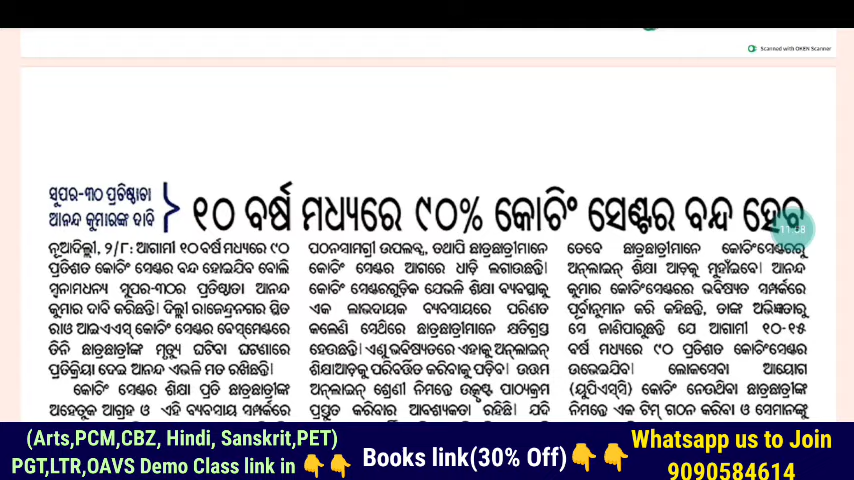 Scanned with OKEN Scanner
ସୁପର-୩୦ ପ୍ରତିଷ୍ଠାତା
ଆନନ୍ଦ କୁମାରଙ୍କ ଦାବି
୧୦ ବର୍ଷ ମଧ୍ୟରେ ୯୦% କୋଚିଂ ସେଣ୍ଟର ବନ୍ଦ ହେବ
11:08
ନୂଆଦିଲ୍ଲୀ, ୨/୮: ଆଗାମୀ ୧୦ ବର୍ଷ ମଧ୍ୟରେ ୯୦
ପ୍ରତିଶତ କୋଚିଂ ସେଣ୍ଟର ବନ୍ଦ ହୋଇଯିବ ବୋଲି
ସ୍ୱନାମଧନ୍ୟ ସୁପର-୩୦ର ପ୍ରତିଷ୍ଠାତା ଆନନ୍ଦ
କୁମାର ଦାବି କରିଛନ୍ତି। ଦିଲ୍ଲୀ ରାଜେନ୍ଦ୍ରନଗର ସ୍ଥିତ
ରାଓ ଆଇଏଏସ୍ କୋଚିଂ ସେଣ୍ଟର ବେସ୍‌ମେଣ୍ଟରେ
ତିନି ଛାତ୍ରଛାତ୍ରୀଙ୍କ ମୃତ୍ୟୁ ଘଟିବା ଘଟଣାରେ
ପ୍ରତିକ୍ରିୟା ଦେଇ ଆନନ୍ଦ ଏଭଳି ମତ ରଖିଛନ୍ତି।
କୋଚିଂ ସେଣ୍ଟର ଶିକ୍ଷା ପ୍ରତି ଛାତ୍ରଛାତ୍ରୀଙ୍କ
ଅହେତୁକ ଆଗ୍ରହ ଓ ଏହି ବ୍ୟବସାୟ ସମ୍ପର୍କରେ
ପଠନସାମଗ୍ରୀ ଉପଲବ୍ଧ, ତଥାପି ଛାତ୍ରଛାତ୍ରୀମାନେ
କୋଚିଂ ସେଣ୍ଟର ଆଗରେ ଧାଡ଼ି ଲଗାଉଛନ୍ତି।
କୋଚିଂ ସେଣ୍ଟରଗୁଡ଼ିକ ଯେଭଳି ଶିକ୍ଷା ବ୍ୟବସ୍ଥାକୁ
ଏକ ଲାଭଦାୟକ ବ୍ୟବସାୟରେ ପରିଣତ
କଲେଣି ସେଥିରେ ଛାତ୍ରଛାତ୍ରୀମାନେ କ୍ଷତିଗ୍ରସ୍ତ
ହେଉଛନ୍ତି। ଏଣୁ ଭବିଷ୍ୟତରେ ଏହାକୁ ଅନ୍‌ଲାଇନ୍
ଶିକ୍ଷାଆଡ଼କୁ ପରିବର୍ତ୍ତିତ କରିବାକୁ ପଡ଼ିବ। ଉତ୍ତମ
ଅନ୍‌ଲାଇନ୍ ଶ୍ରେଣୀ ନିମନ୍ତେ ଉତ୍କୃଷ୍ଟ ପାଠ୍ୟକ୍ରମ
ପ୍ରସ୍ତୁତ କରିବାର ଆବଶ୍ୟକତା ରହିଛି। ଯଦି
ତେବେ ଛାତ୍ରଛାତ୍ରୀମାନେ କୋଚିଂସେଣ୍ଟରରୁ
ଅନ୍‌ଲାଇନ୍ ଶିକ୍ଷା ଆଡ଼କୁ ମୁହାଁଇବେ। ଆନନ୍ଦ
କୁମାର କୋଚିଂସେଣ୍ଟରର ଭବିଷ୍ୟତ ସମ୍ପର୍କରେ
ପୂର୍ବାନୁମାନ କରି କହିଛନ୍ତି, ତାଙ୍କ ଅଭିଜ୍ଞତାରୁ
ସେ ଜାଣିପାରୁଛନ୍ତି ଯେ ଆଗାମୀ ୧୦-୧୫
ବର୍ଷ ମଧ୍ୟରେ ୯୦ ପ୍ରତିଶତ କୋଚିଂସେଣ୍ଟର
ଉଭେଇଯିବ। ଲୋକସେବା ଆୟୋଗ
(ୟୁପିଏସ୍‌ସି) କୋଚିଂ ନେଉଥିବା ଛାତ୍ରଛାତ୍ରୀଙ୍କ
ନିମନ୍ତେ ଏକ ଟିମ୍ ଗଠନ କରିବା ଓ ସେମାନଙ୍କୁ
(Arts,PCM,CBZ, Hindi, Sanskrit,PET)
PGT,LTR,OAVS Demo Class link in 👇👇
Books link(30% Off)👇👇
Whatsapp us to Join
9090584614